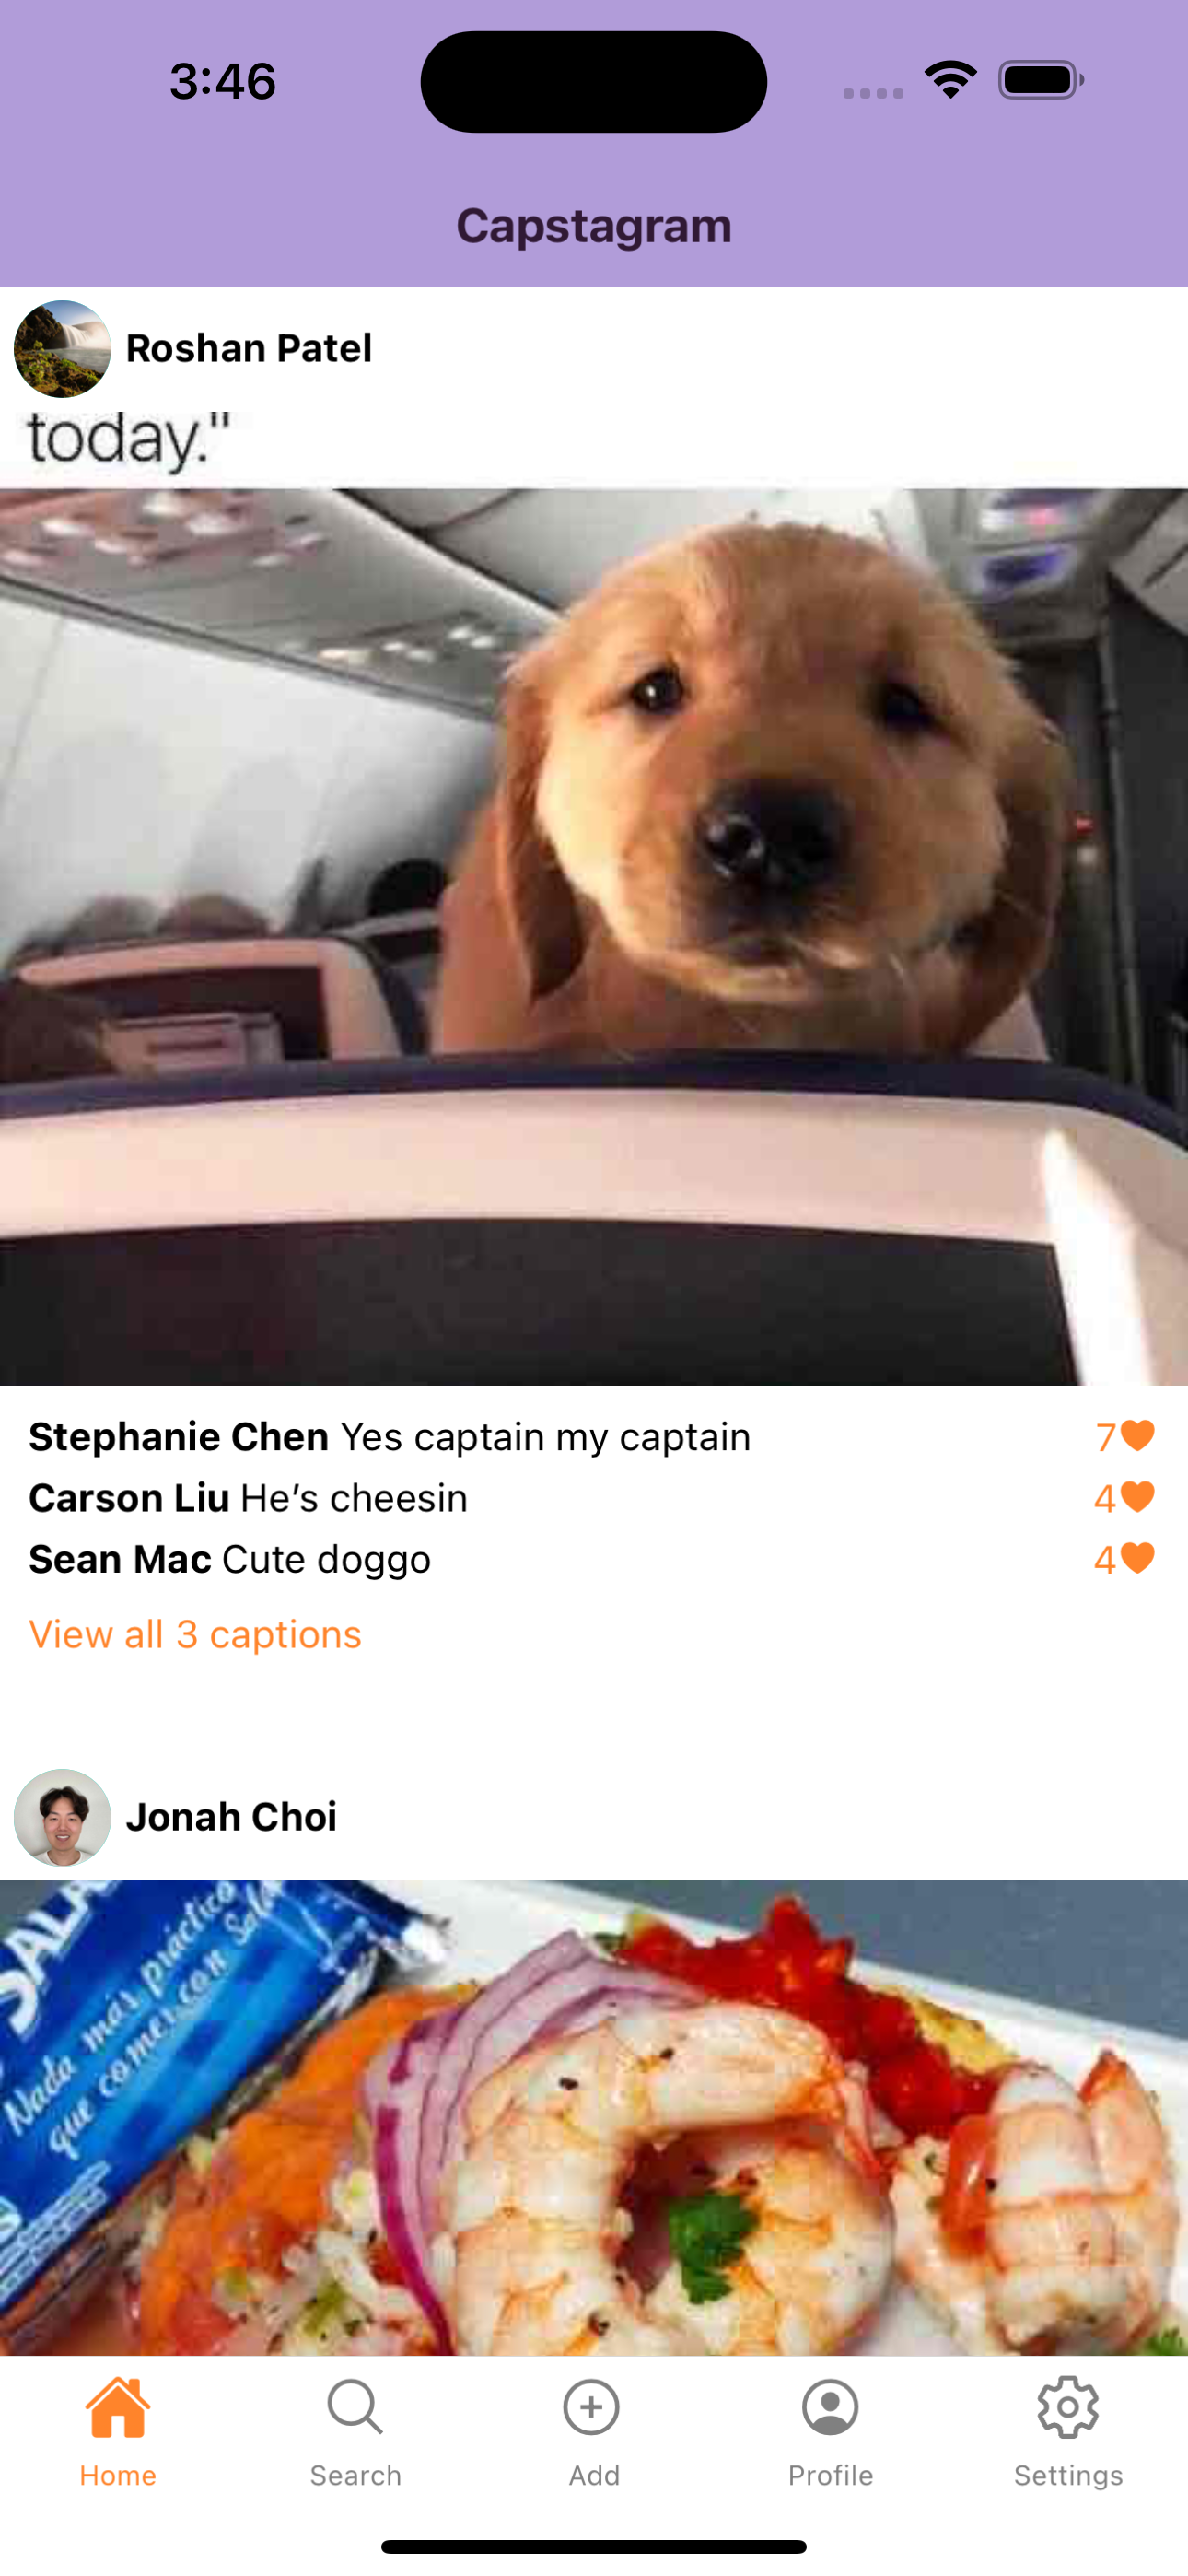 3:46
Capstagram
Roshan Patel
today."
Stephanie Chen Yes captain my captain 7
Carson Liu He’s cheesin 4
Sean Mac Cute doggo 4
View all 3 captions
Jonah Choi
Nada más práctico
que comer con
Home Search Add Profile Settings